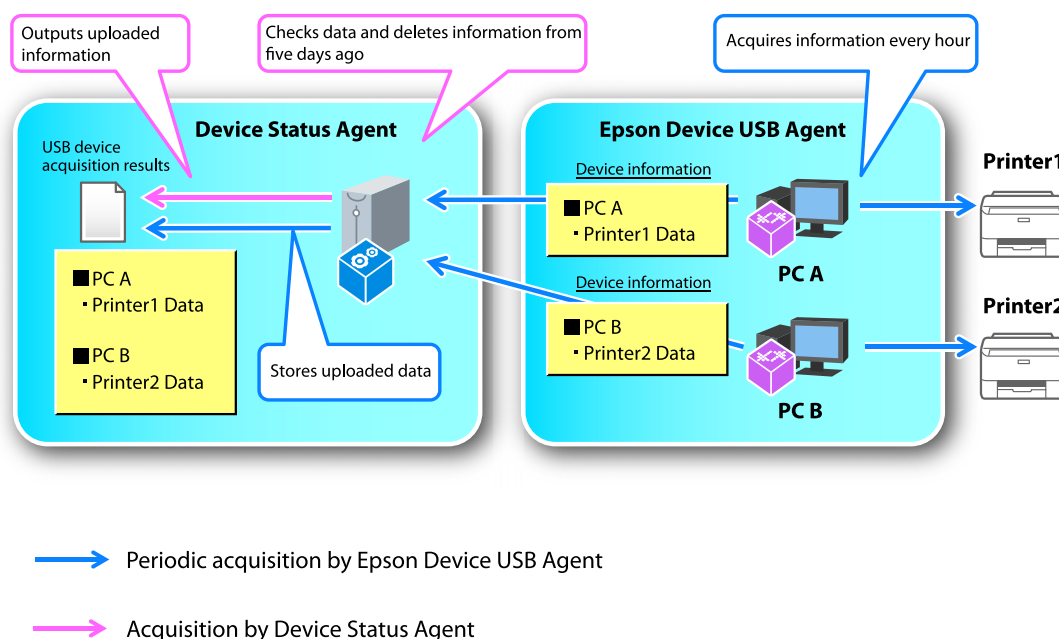 Outputs uploaded
information
Checks data and deletes information from
five days ago
Acquires information every hour
Device Status Agent
USB device
acquisition results
■PC A
・Printer1 Data
■PC B
・Printer2 Data
Stores uploaded data
Epson Device USB Agent
Device information
■PC A
・Printer1 Data
PC A
Device information
■PC B
・Printer2 Data
PC B
Printer1
Printer2
Periodic acquisition by Epson Device USB Agent
Acquisition by Device Status Agent